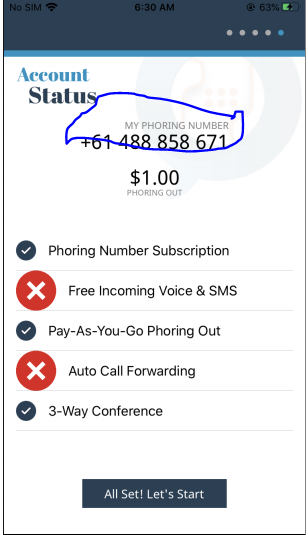 No SIM 6:30 AM 63%
Account
Status
MY PHORING NUMBER
+61 488 858 671
$1.00
PHORING OUT
Phoring Number Subscription
Free Incoming Voice & SMS
Pay-As-You-Go Phoring Out
Auto Call Forwarding
3-Way Conference
All Set! Let's Start